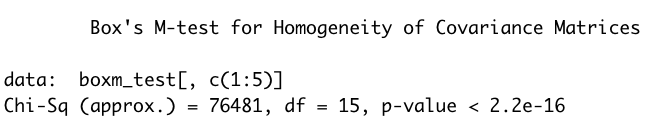 Box's M-test for Homogeneity of Covariance Matrices
data:  boxm_test[, c(1:5)]
Chi-Sq (approx.) = 76481, df = 15, p-value < 2.2e-16